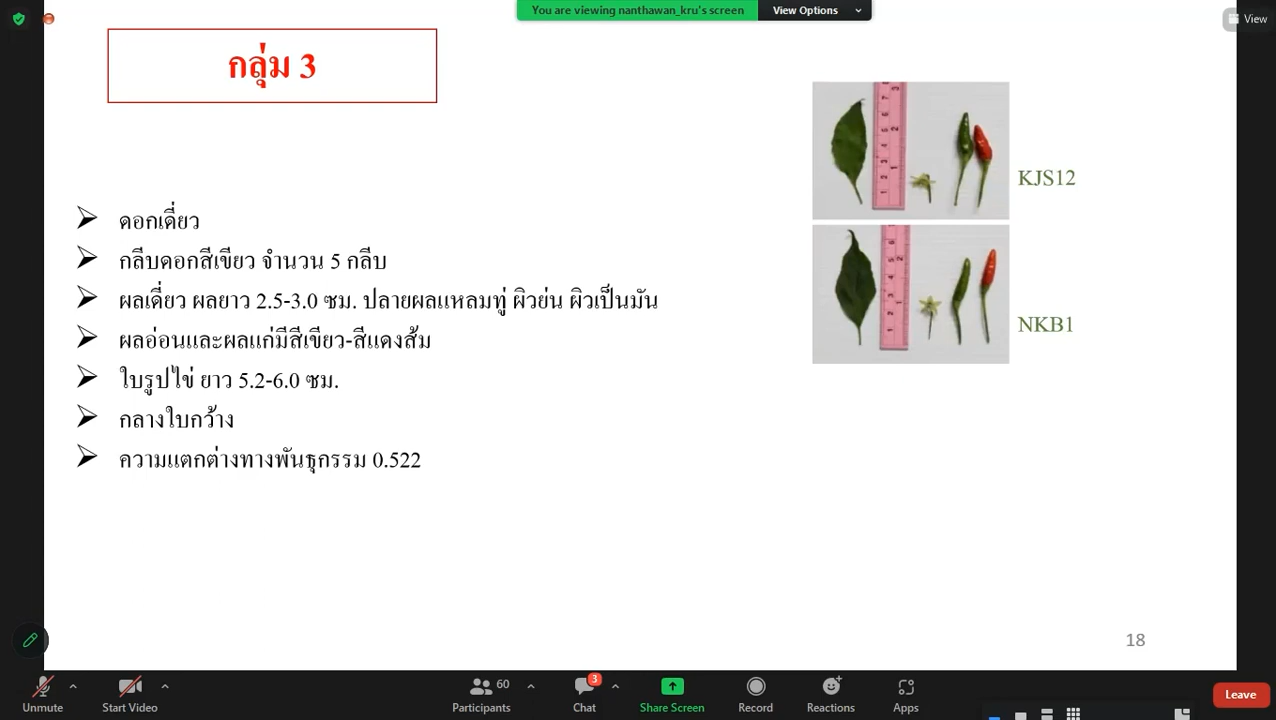 You are viewing nanthawan_kru's screen
View Options
View
กลุ่ม 3
KJS12
ดอกเดี่ยว
กลีบดอกสีเขียว จำนวน 5 กลีบ
ผลเดี่ยว ผลยาว 2.5-3.0 ซม. ปลายผลแหลมทู่ ผิวย่น ผิวเป็นมัน
NKB1
ผลอ่อนและผลแก่มีสีเขียว-สีแดงส้ม
ใบรูปไข่ ยาว 5.2-6.0 ซม.
กลางใบกว้าง
ความแตกต่างทางพันธุกรรม 0.522
18
60
3
Unmute
Start Video
Participants
Chat
Share Screen
Record
Reactions
Apps
Leave